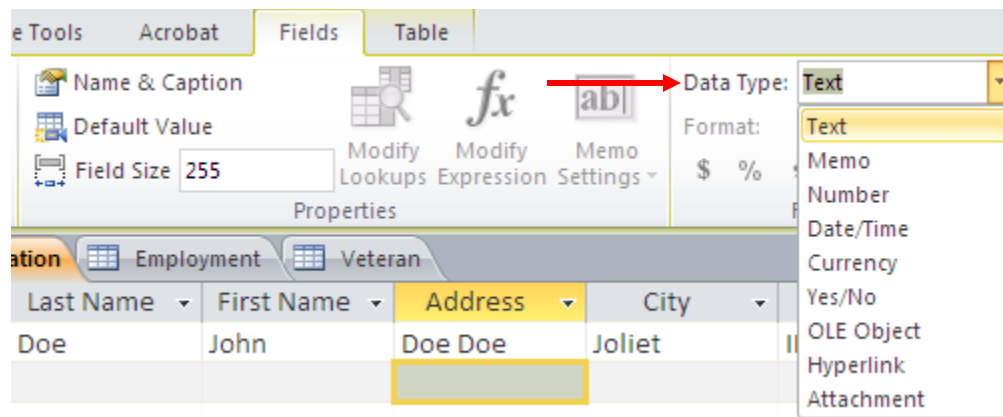 e Tools Acrobat Fields Table
Name & Caption
Default Value
Field Size 255
fx
ab|
Modify Lookups
Modify Expression
Memo Settings
Properties
Data Type: Text
Format:
$ %
Text
Memo
Number
Date/Time
Currency
Yes/No
OLE Object
Hyperlink
Attachment
ation Employment Veteran
Last Name First Name Address City
Doe John Doe Doe Joliet